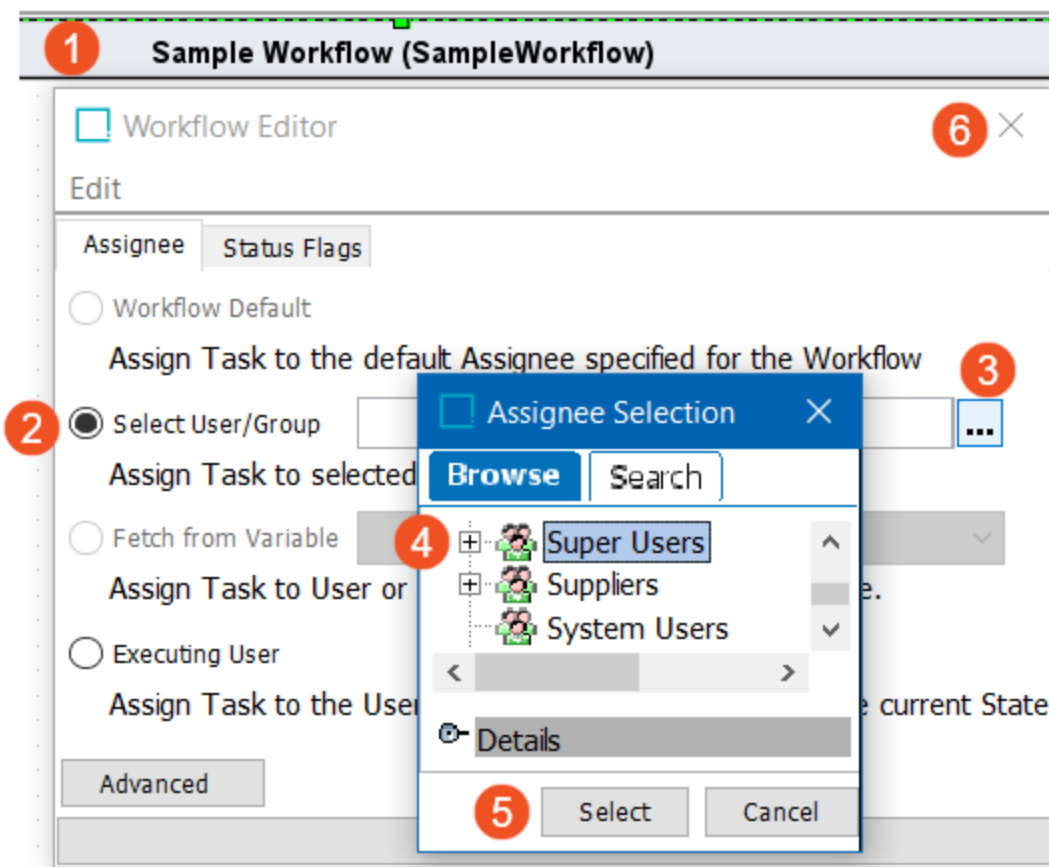 1 Sample Workflow (SampleWorkflow)
Workflow Editor 6
Edit
Assignee Status Flags
Workflow Default
Assign Task to the default Assignee specified for the Workflow
3
2 Select User/Group ...
Assign Task to selected
Fetch from Variable
Assign Task to User or e.
Executing User
Assign Task to the User e current State
Advanced
Assignee Selection
Browse Search
4 Super Users
Suppliers
System Users
Details
5 Select Cancel